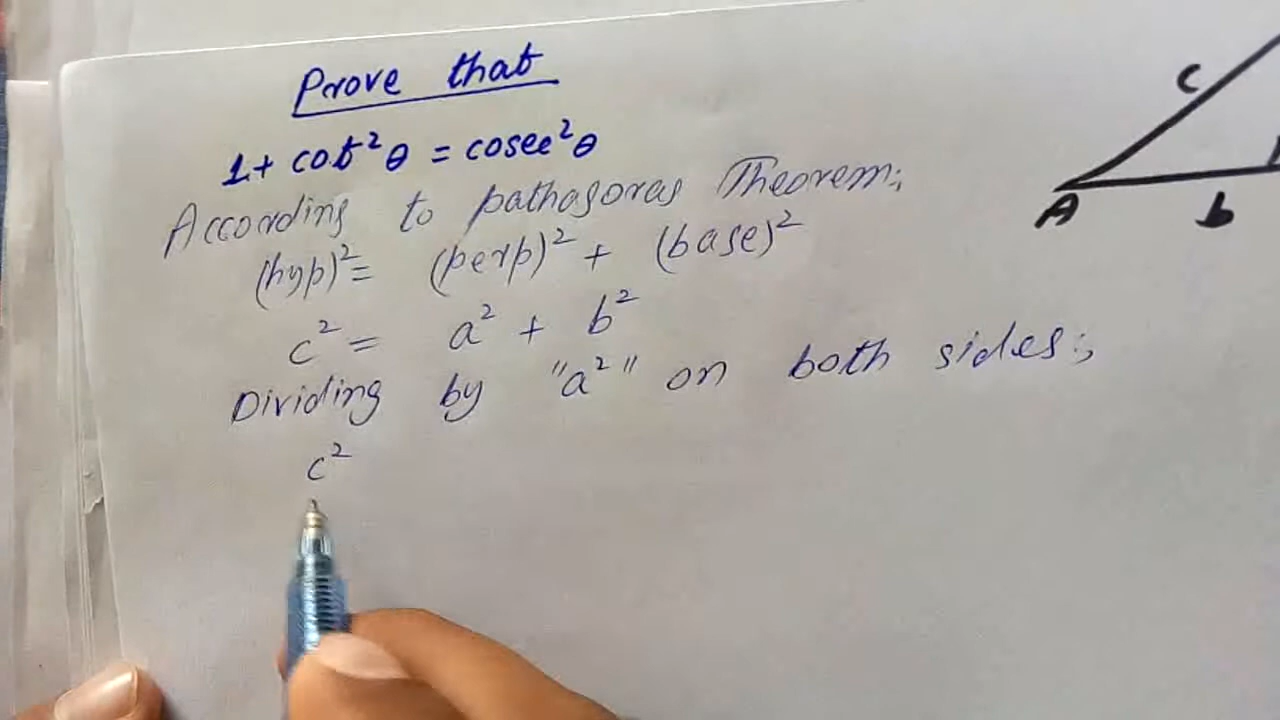 Prove that
1 + cot²θ = cosec²θ
According to pathagoras Theorem;
(hyp)² = (perp)² + (base)²
c² = a² + b²
Dividing by "a²" on both sides;
c²
C
A
b